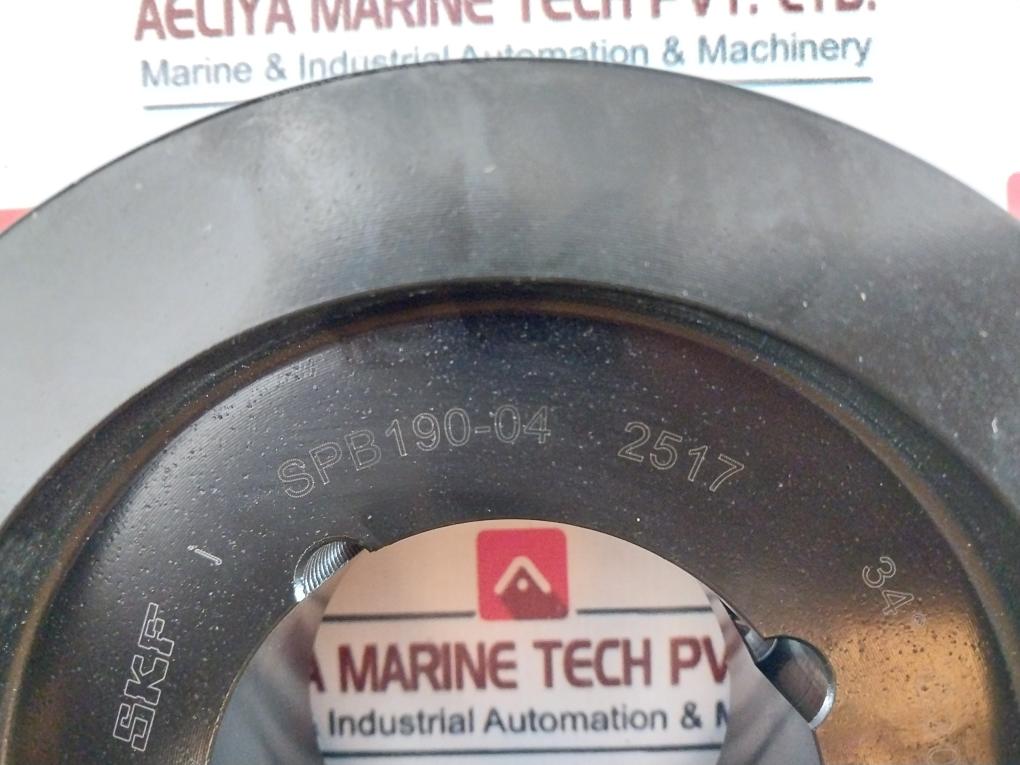 AELIYA MARINE TECH PVT. LTD.
Marine & Industrial Automation & Machinery
SPB190-04 2517
34°
SKF
MARINE TECH PV
Industrial Automation &